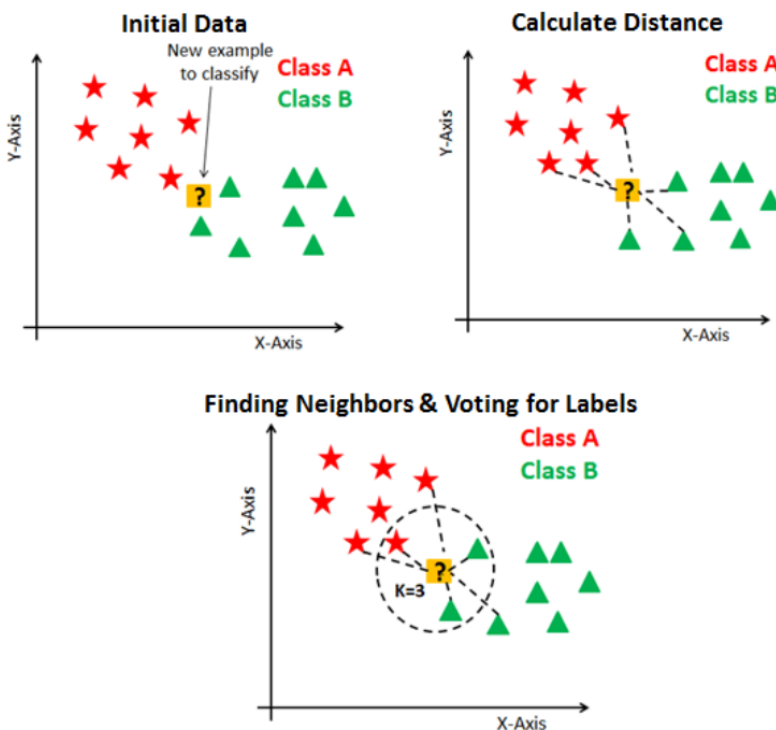 Initial Data
New example
to classify
Class A
Class B
Y-Axis
?
X-Axis
Calculate Distance
Class A
Class B
Y-Axis
?
X-Axis
Finding Neighbors & Voting for Labels
Class A
Class B
Y-Axis
?
K=3
X-Axis